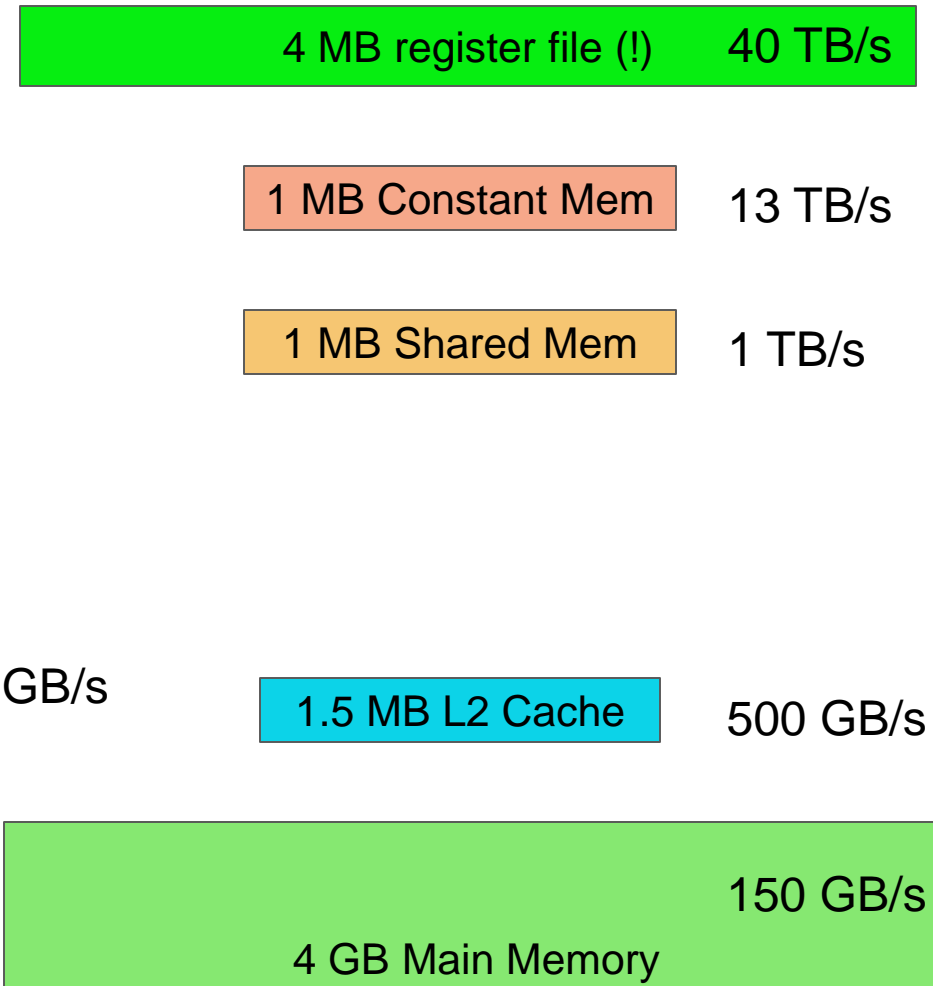 4 MB register file (!) 40 TB/s
1 MB Constant Mem 13 TB/s
1 MB Shared Mem 1 TB/s
GB/s
1.5 MB L2 Cache 500 GB/s
150 GB/s
4 GB Main Memory